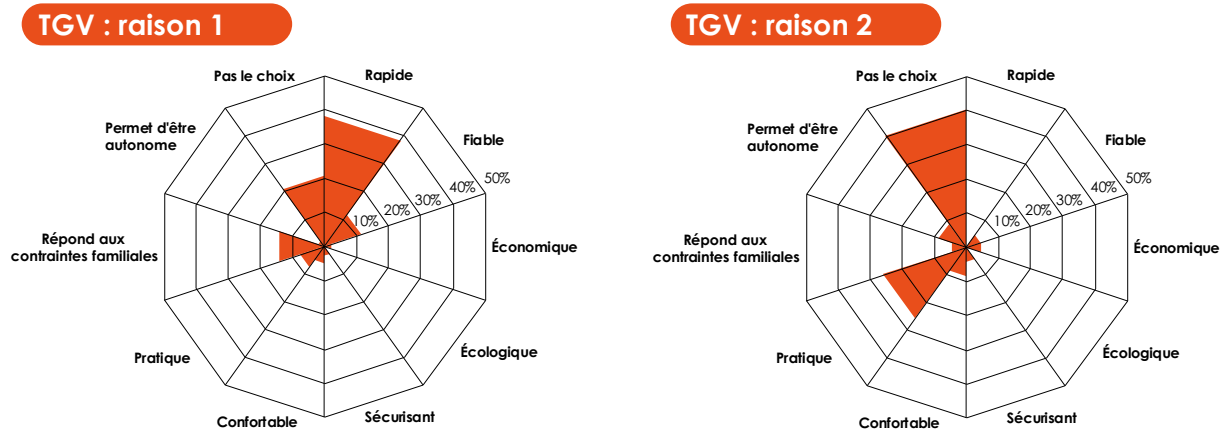 TGV : raison 1
Pas le choix
Rapide
Permet d'être
autonome
Fiable
10%
20%
30%
40%
50%
Répond aux
contraintes familiales
Économique
Pratique
Écologique
Confortable
Sécurisant
TGV : raison 2
Pas le choix
Rapide
Permet d'être
autonome
Fiable
10%
20%
30%
40%
50%
Répond aux
contraintes familiales
Économique
Pratique
Écologique
Confortable
Sécurisant